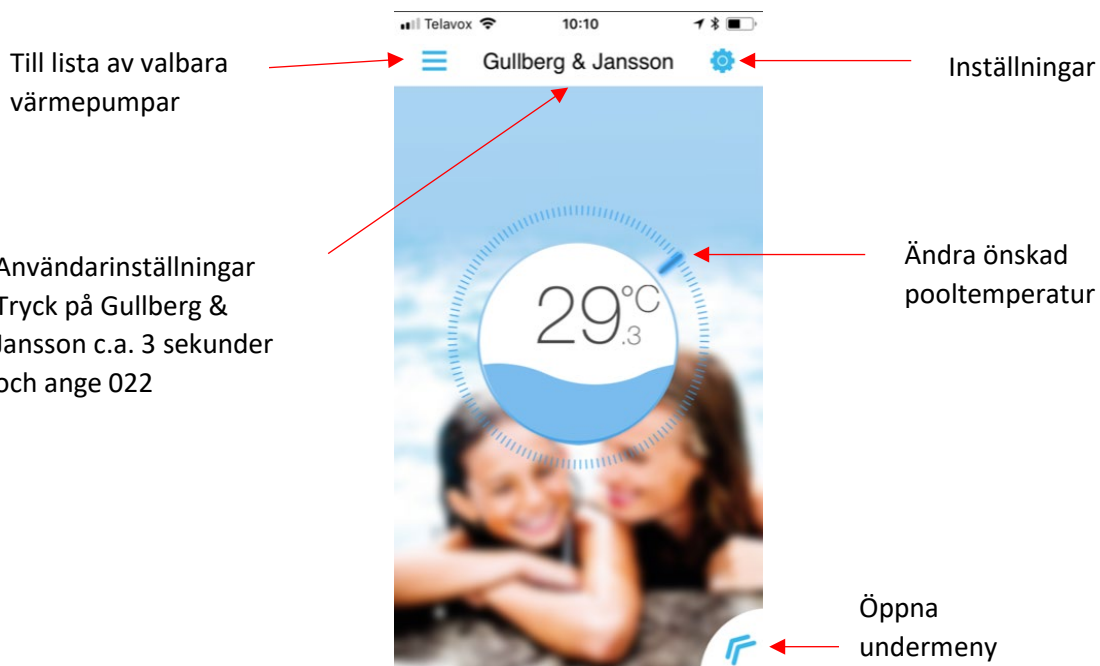 Telavox 10:10
Gullberg & Jansson
Till lista av valbara
värmepumpar
Inställningar
Användarinställningar
Tryck på Gullberg &
Jansson c.a. 3 sekunder
och ange 022
Ändra önskad
pooltemperatur
29.3°C
Öppna
undermeny